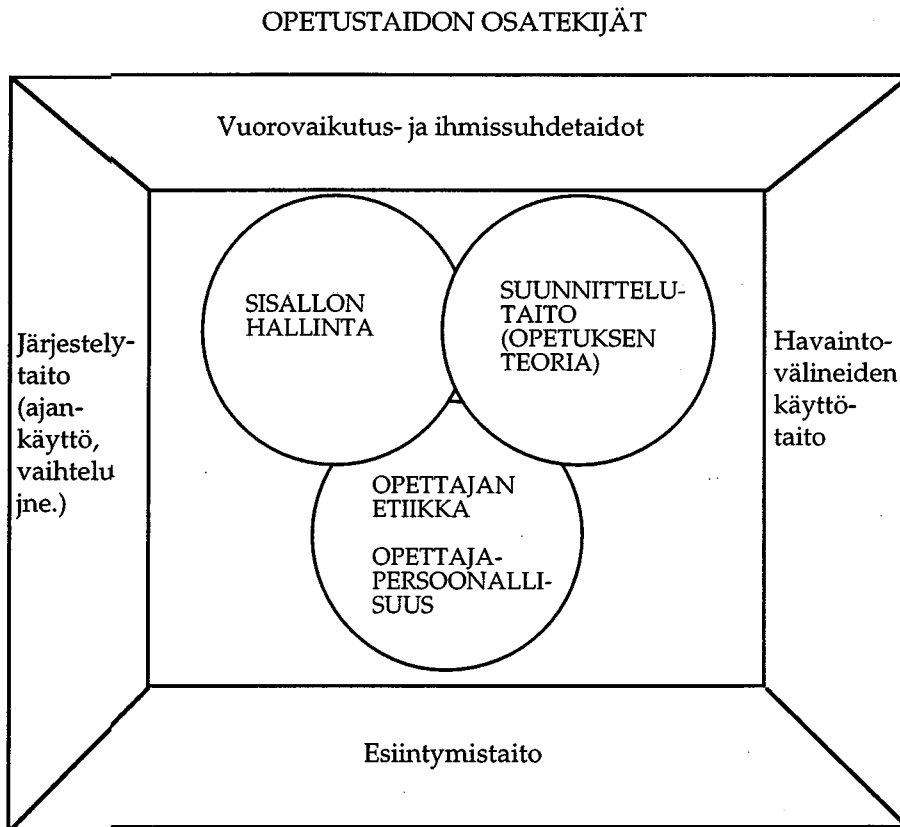 OPETUSTAIDON OSATEKIJÄT
Vuorovaikutus- ja ihmissuhdetaidot
SISALLON
HALLINTA
SUUNNITTELU-
TAITO
(OPETUKSEN
TEORIA)
Järjestely-
taito
(ajan-
käyttö,
vaihtelu
jne.)
Havainto-
välineiden
käyttö-
taito
OPETTAJAN
ETIIKKA
OPETTAJA-
PERSOONALLI-
SUUS
Esiintymistaito